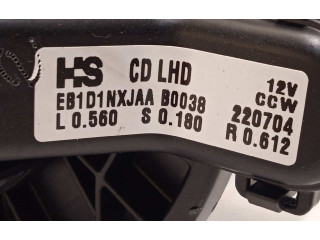 HS CD LHD 12V
CCW
EB1D1NXJAA B0038 220704
L 0.560 S 0.180 R 0.612